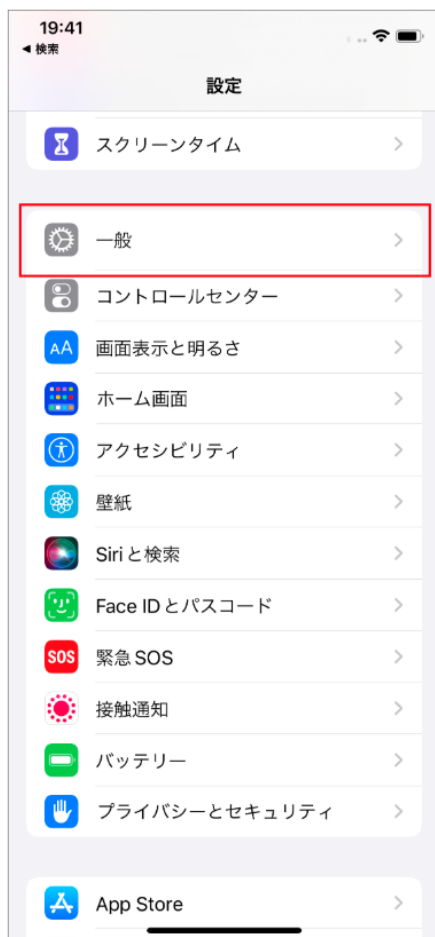 19:41
◀ 検索
設定
スクリーンタイム
一般
コントロールセンター
AA 画面表示と明るさ
ホーム画面
アクセシビリティ
壁紙
Siriと検索
Face IDとパスコード
SOS 緊急SOS
接触通知
バッテリー
プライバシーとセキュリティ
App Store